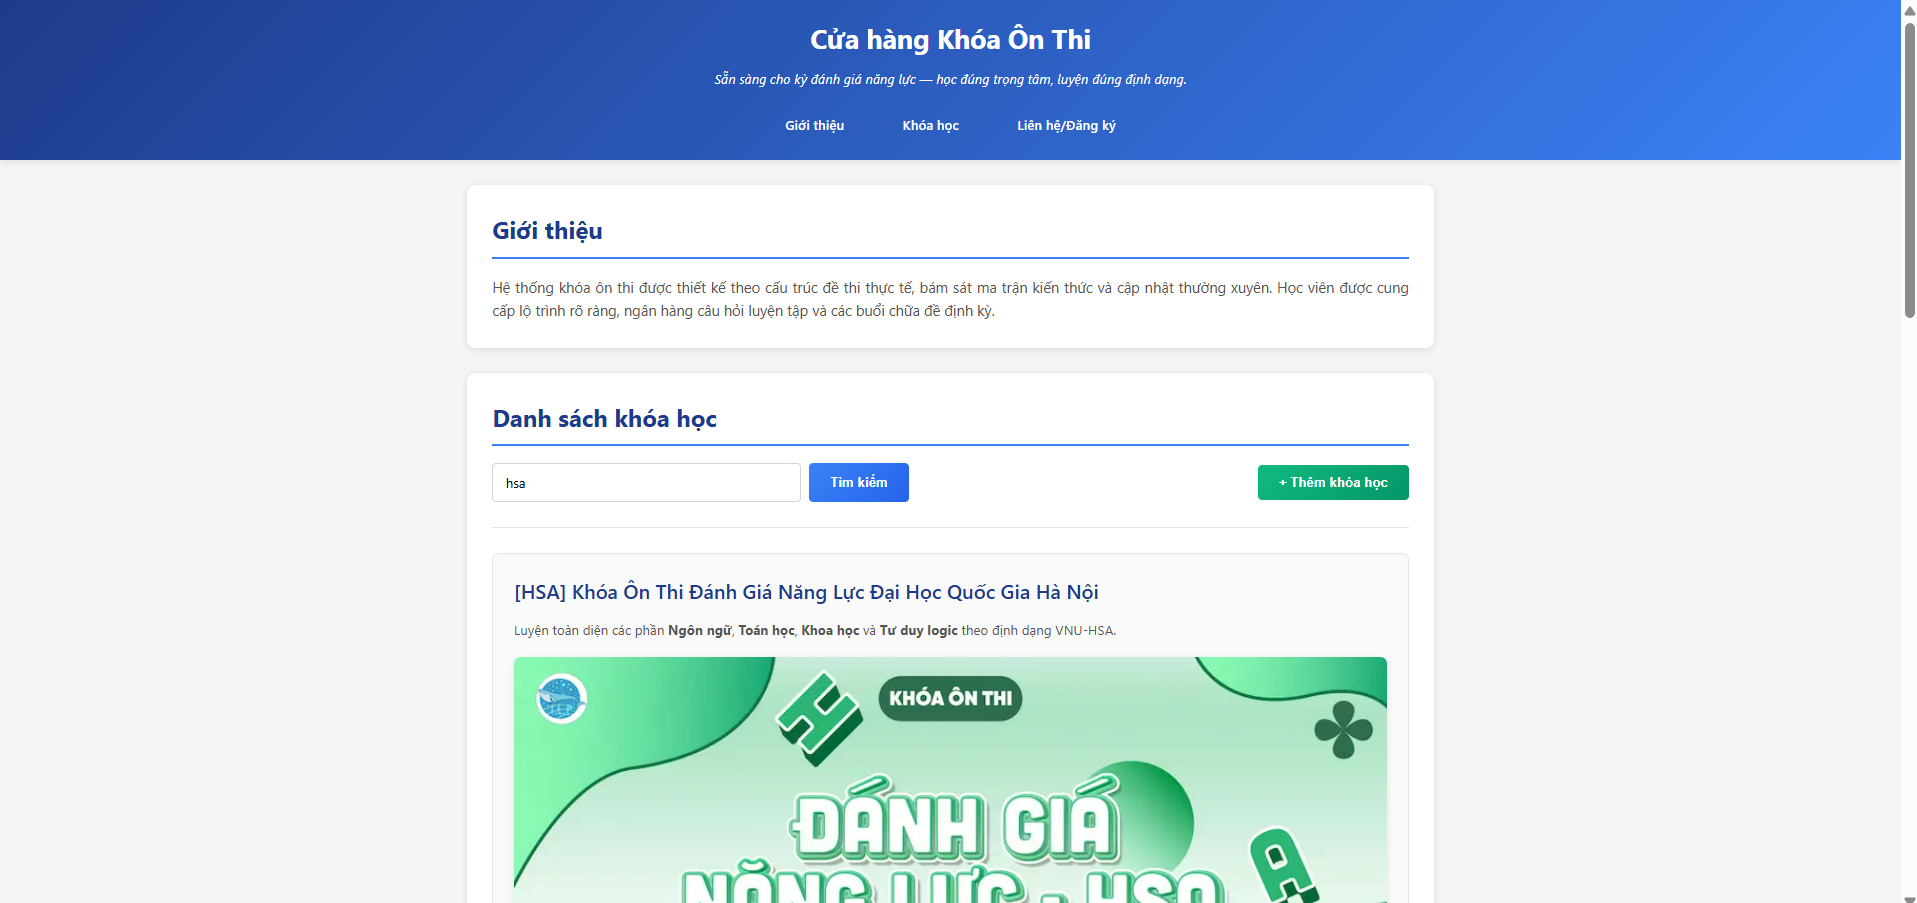 Cửa hàng Khóa Ôn Thi
Sẵn sàng cho kỳ đánh giá năng lực — học đúng trọng tâm, luyện đúng định dạng.
Giới thiệu
Khóa học
Liên hệ/Đăng ký
Giới thiệu
Hệ thống khóa ôn thi được thiết kế theo cấu trúc đề thi thực tế, bám sát ma trận kiến thức và cập nhật thường xuyên. Học viên được cung
cấp lộ trình rõ ràng, ngân hàng câu hỏi luyện tập và các buổi chữa đề định kỳ.
Danh sách khóa học
hsa
Tìm kiếm
+ Thêm khóa học
[HSA] Khóa Ôn Thi Đánh Giá Năng Lực Đại Học Quốc Gia Hà Nội
Luyện toàn diện các phần Ngôn ngữ, Toán học, Khoa học và Tư duy logic theo định dạng VNU-HSA.
H
KHÓA ÔN THI
ĐÁNH GIÁ
NĂNG LỰC - HSA
A